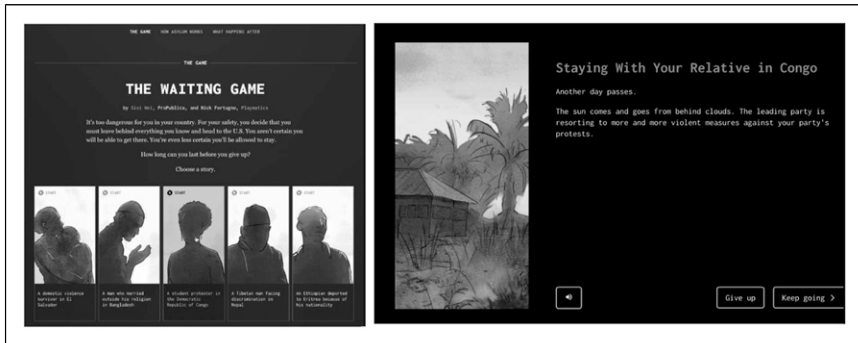 THE GAME HOW ASYLUM WORKS WHAT HAPPENS AFTER
THE GAME
THE WAITING GAME
by Sisi Wei, ProPublica, and Nick Fortugno, Playmatics
It's too dangerous for you in your country. For your safety, you decide that you
must leave behind everything you know and head to the U.S. You aren't certain you
will be able to get there. You're even less certain you'll be allowed to stay.
How long can you last before you give up?
Choose a story.
START START START START START
A domestic violence
survivor in El
Salvador
A man who married
outside his religion
in Bangladesh
A student protester in
the Democratic
Republic of Congo
A Tibetan man facing
discrimination in
Nepal
An Ethiopian deported
to Eritrea because of
his nationality
Staying With Your Relative in Congo
Another day passes.
The sun comes and goes from behind clouds. The leading party is
resorting to more and more violent measures against your party's
protests.
Give up
Keep going >